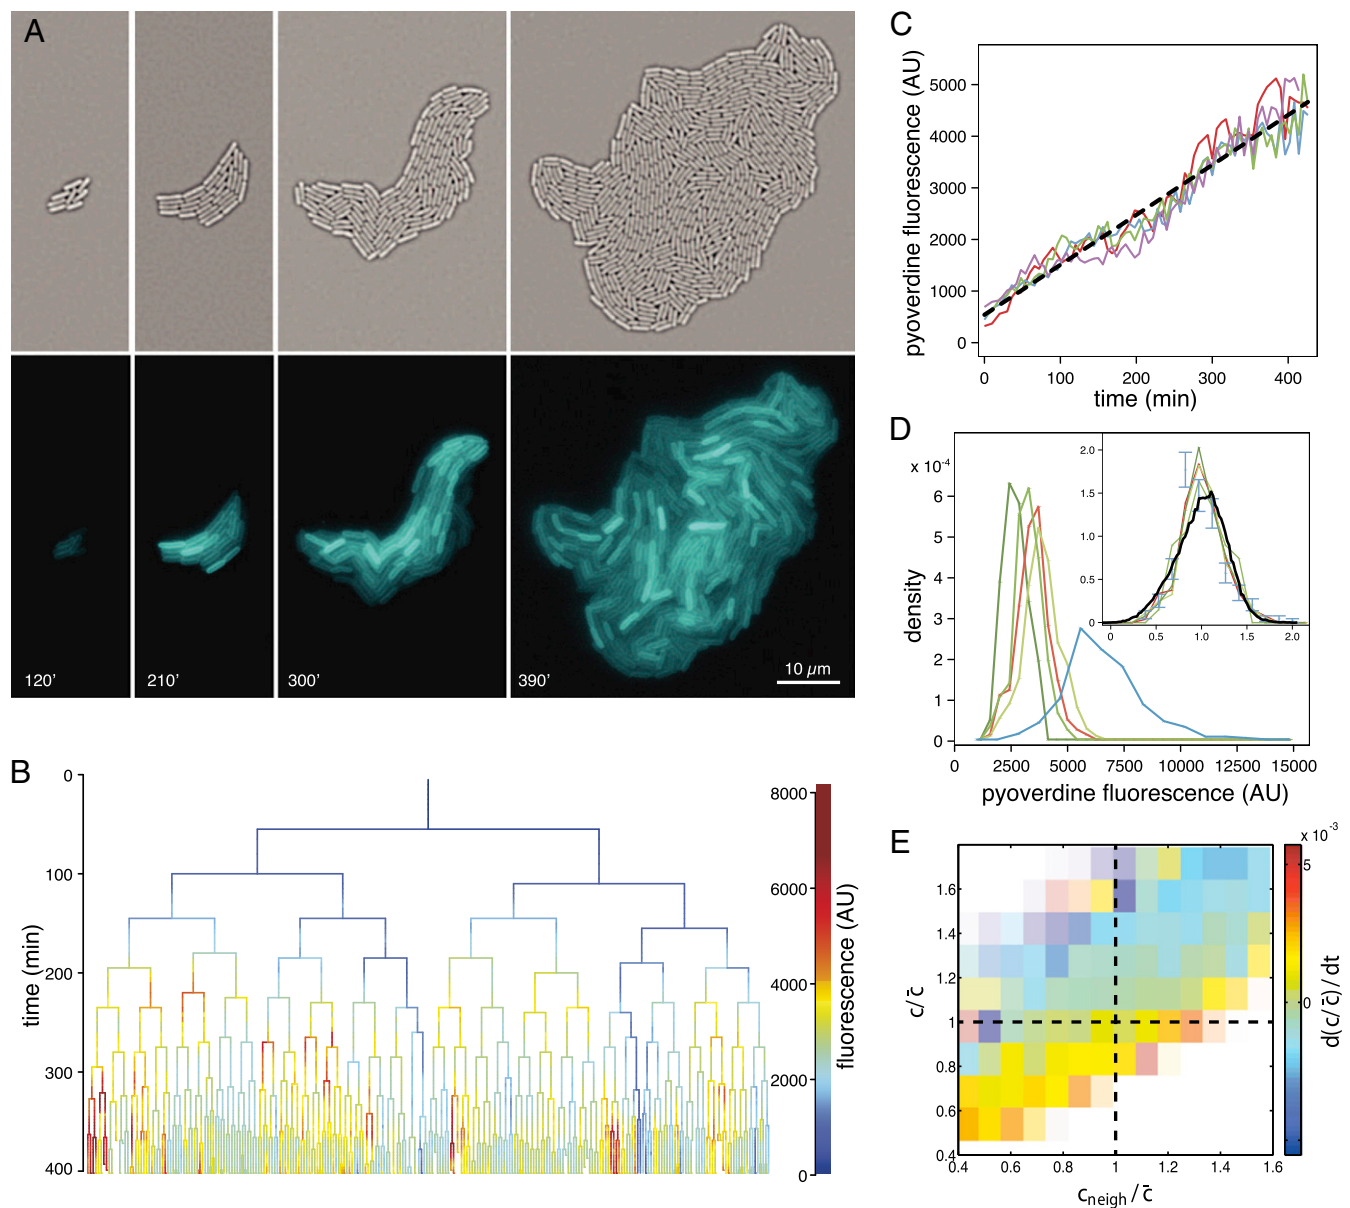 A
120’
210’
300’
390’
10 µm
B
time (min)
0
100
200
300
400
fluorescence (AU)
8000
6000
4000
2000
0
C
pyoverdine fluorescence (AU)
5000
4000
3000
2000
1000
0
0 100 200 300 400
time (min)
D
x 10⁻⁴
density
6
5
4
3
2
1
0
2.0
1.5
1.0
0.5
0
0 0.5 1.0 1.5 2.0
0 2500 5000 7500 10000 12500 15000
pyoverdine fluorescence (AU)
E
x 10⁻³
c/c̄
1.6
1.4
1.2
1
0.8
0.6
0.4
0.4 0.6 0.8 1 1.2 1.4 1.6
cneigh/c̄
5
0
d(c/c̄)/dt